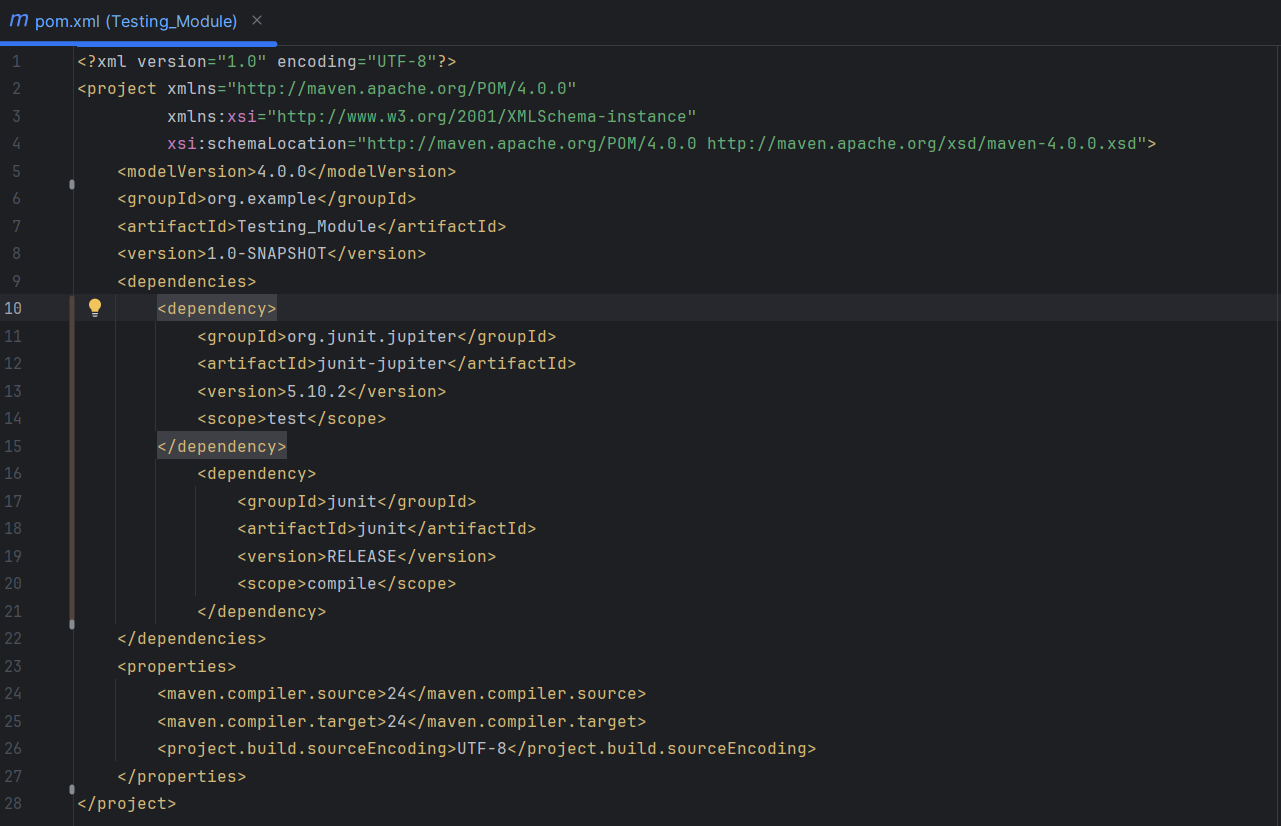 m pom.xml (Testing_Module) ×
1 <?xml version="1.0" encoding="UTF-8"?>
2 <project xmlns="http://maven.apache.org/POM/4.0.0"
3          xmlns:xsi="http://www.w3.org/2001/XMLSchema-instance"
4          xsi:schemaLocation="http://maven.apache.org/POM/4.0.0 http://maven.apache.org/xsd/maven-4.0.0.xsd">
5     <modelVersion>4.0.0</modelVersion>
6     <groupId>org.example</groupId>
7     <artifactId>Testing_Module</artifactId>
8     <version>1.0-SNAPSHOT</version>
9     <dependencies>
10         <dependency>
11             <groupId>org.junit.jupiter</groupId>
12             <artifactId>junit-jupiter</artifactId>
13             <version>5.10.2</version>
14             <scope>test</scope>
15         </dependency>
16             <dependency>
17                 <groupId>junit</groupId>
18                 <artifactId>junit</artifactId>
19                 <version>RELEASE</version>
20                 <scope>compile</scope>
21             </dependency>
22     </dependencies>
23     <properties>
24         <maven.compiler.source>24</maven.compiler.source>
25         <maven.compiler.target>24</maven.compiler.target>
26         <project.build.sourceEncoding>UTF-8</project.build.sourceEncoding>
27     </properties>
28 </project>